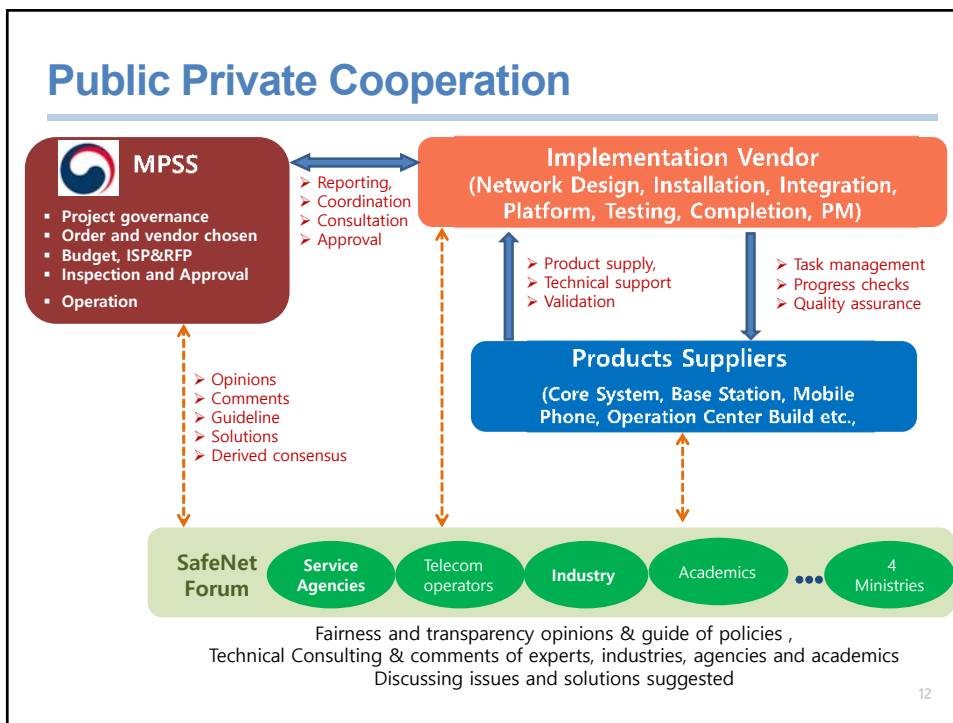 Public Private Cooperation
MPSS
▪ Project governance
▪ Order and vendor chosen
▪ Budget, ISP&RFP
▪ Inspection and Approval
▪ Operation
➢ Reporting,
➢ Coordination
➢ Consultation
➢ Approval
Implementation Vendor
(Network Design, Installation, Integration,
Platform, Testing, Completion, PM)
➢ Product supply,
➢ Technical support
➢ Validation
➢ Task management
➢ Progress checks
➢ Quality assurance
Products Suppliers
(Core System, Base Station, Mobile
Phone, Operation Center Build etc.,
➢ Opinions
➢ Comments
➢ Guideline
➢ Solutions
➢ Derived consensus
SafeNet
Forum
Service
Agencies
Telecom
operators
Industry
Academics
•••
4
Ministries
Fairness and transparency opinions & guide of policies ,
Technical Consulting & comments of experts, industries, agencies and academics
Discussing issues and solutions suggested
12